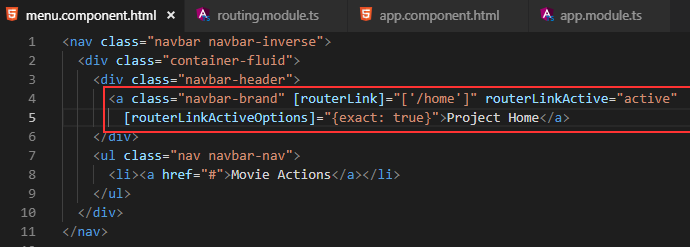 menu.component.html × routing.module.ts app.component.html app.module.ts
1 <nav class="navbar navbar-inverse">
2   <div class="container-fluid">
3     <div class="navbar-header">
4       <a class="navbar-brand" [routerLink]="['/home']" routerLinkActive="active"
5         [routerLinkActiveOptions]="{exact: true}">Project Home</a>
6     </div>
7     <ul class="nav navbar-nav">
8       <li><a href="#">Movie Actions</a></li>
9     </ul>
10   </div>
11 </nav>